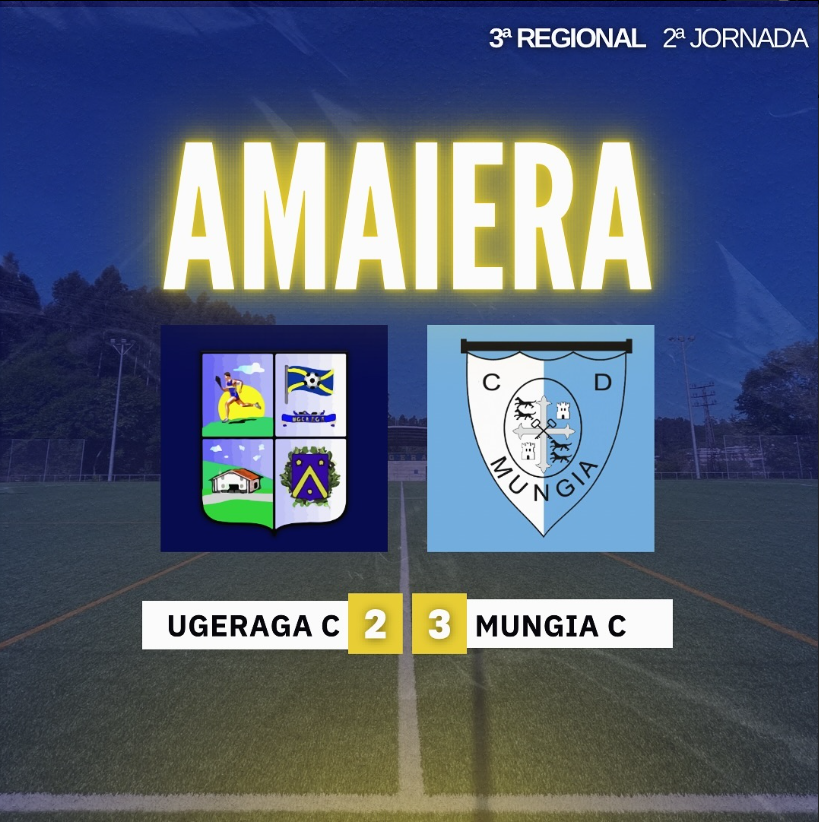 3ª REGIONAL 2ª JORNADA
AMAIERA
C D
MUNGIA
UGERAGA C 2 3 MUNGIA C